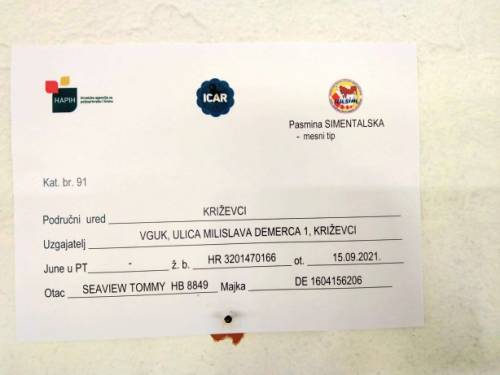 HAPIH
ICAR
Pasmina SIMENTALSKA
- mesni tip
Kat. br. 91
Područni ured KRIŽEVCI
Uzgajatelj VGUK, ULICA MILISLAVA DEMERCA 1, KRIŽEVCI
June u PT - ž. b. HR 3201470166 ot. 15.09.2021.
Otac SEAVIEW TOMMY HB 8849 Majka DE 1604156206